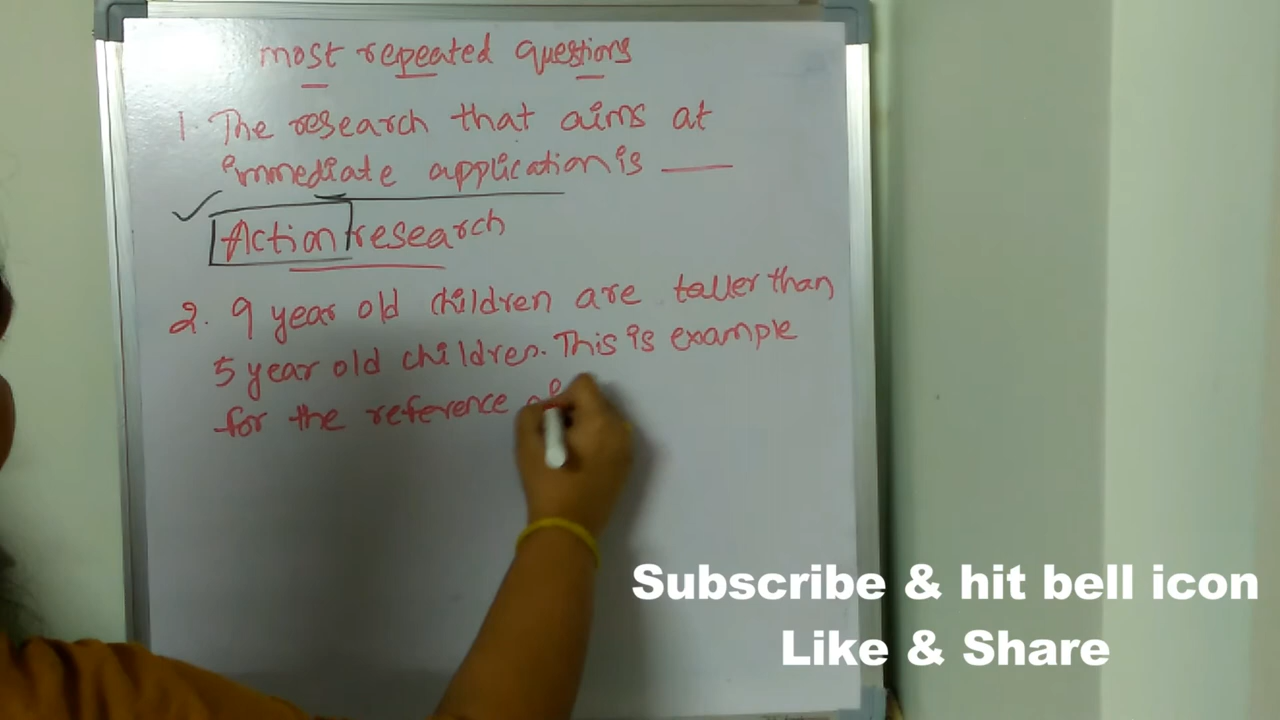 most repeated questions
1. The research that aims at
immediate application is ___
Action research
2. 9 year old children are taller than
5 year old children. This is example
for the reference of
Subscribe & hit bell icon
Like & Share